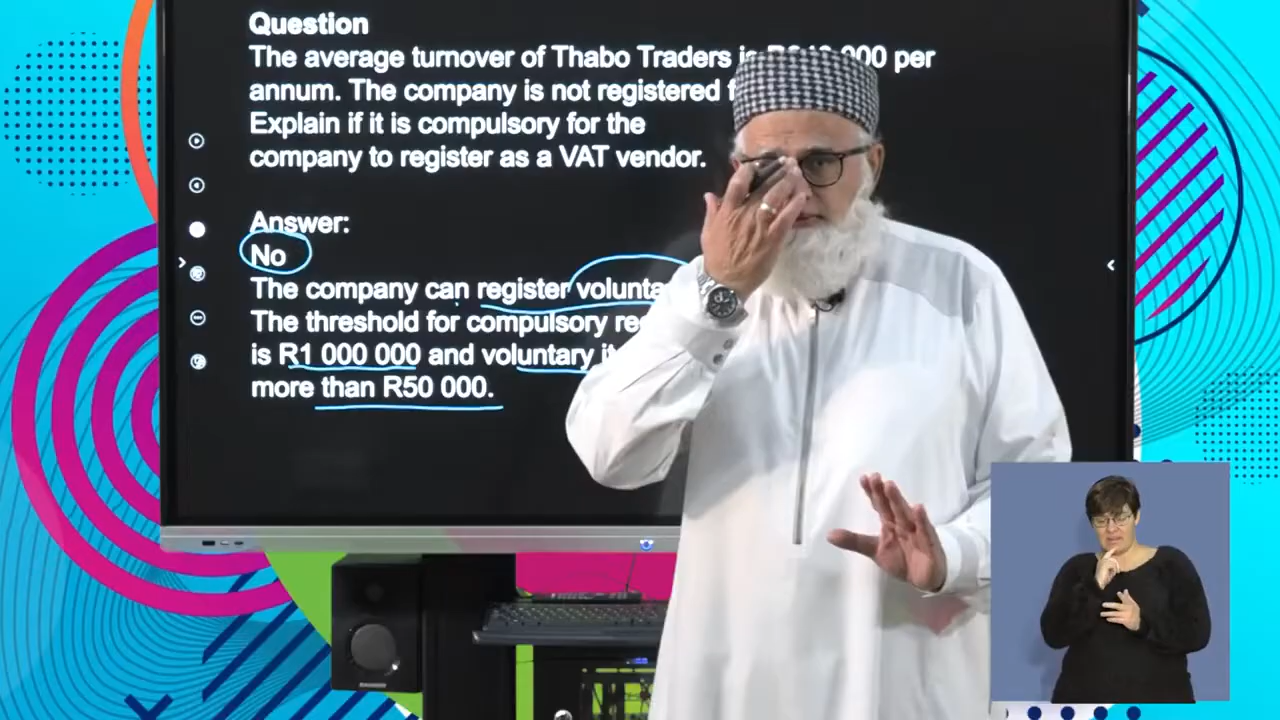 Question
The average turnover of Thabo Traders is 000 per
annum. The company is not registered
Explain if it is compulsory for the
company to register as a VAT vendor.
Answer:
No
The company can register
The threshold for compulsory
is R1 000 000 and voluntary
more than R50 000.